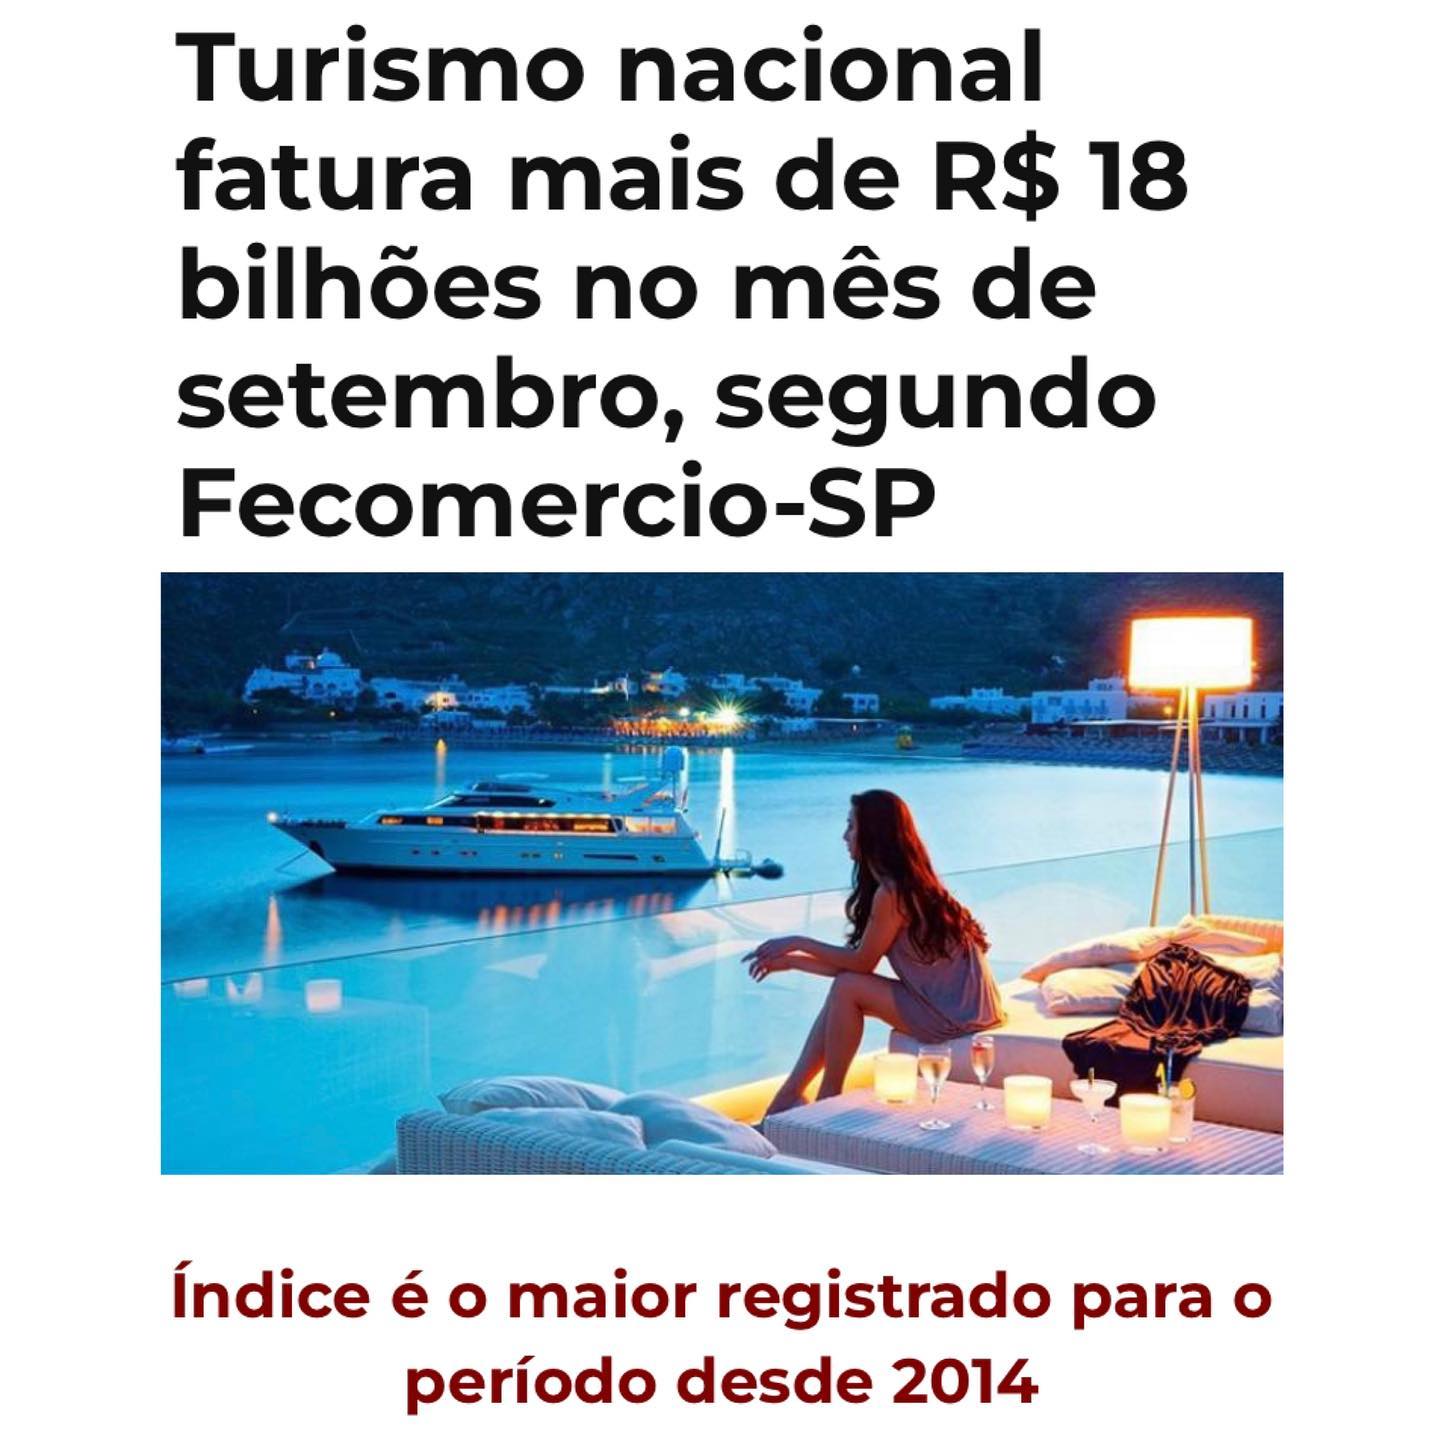 Turismo nacional
fatura mais de R$ 18
bilhões no mês de
setembro, segundo
Fecomercio-SP
Índice é o maior registrado para o
período desde 2014